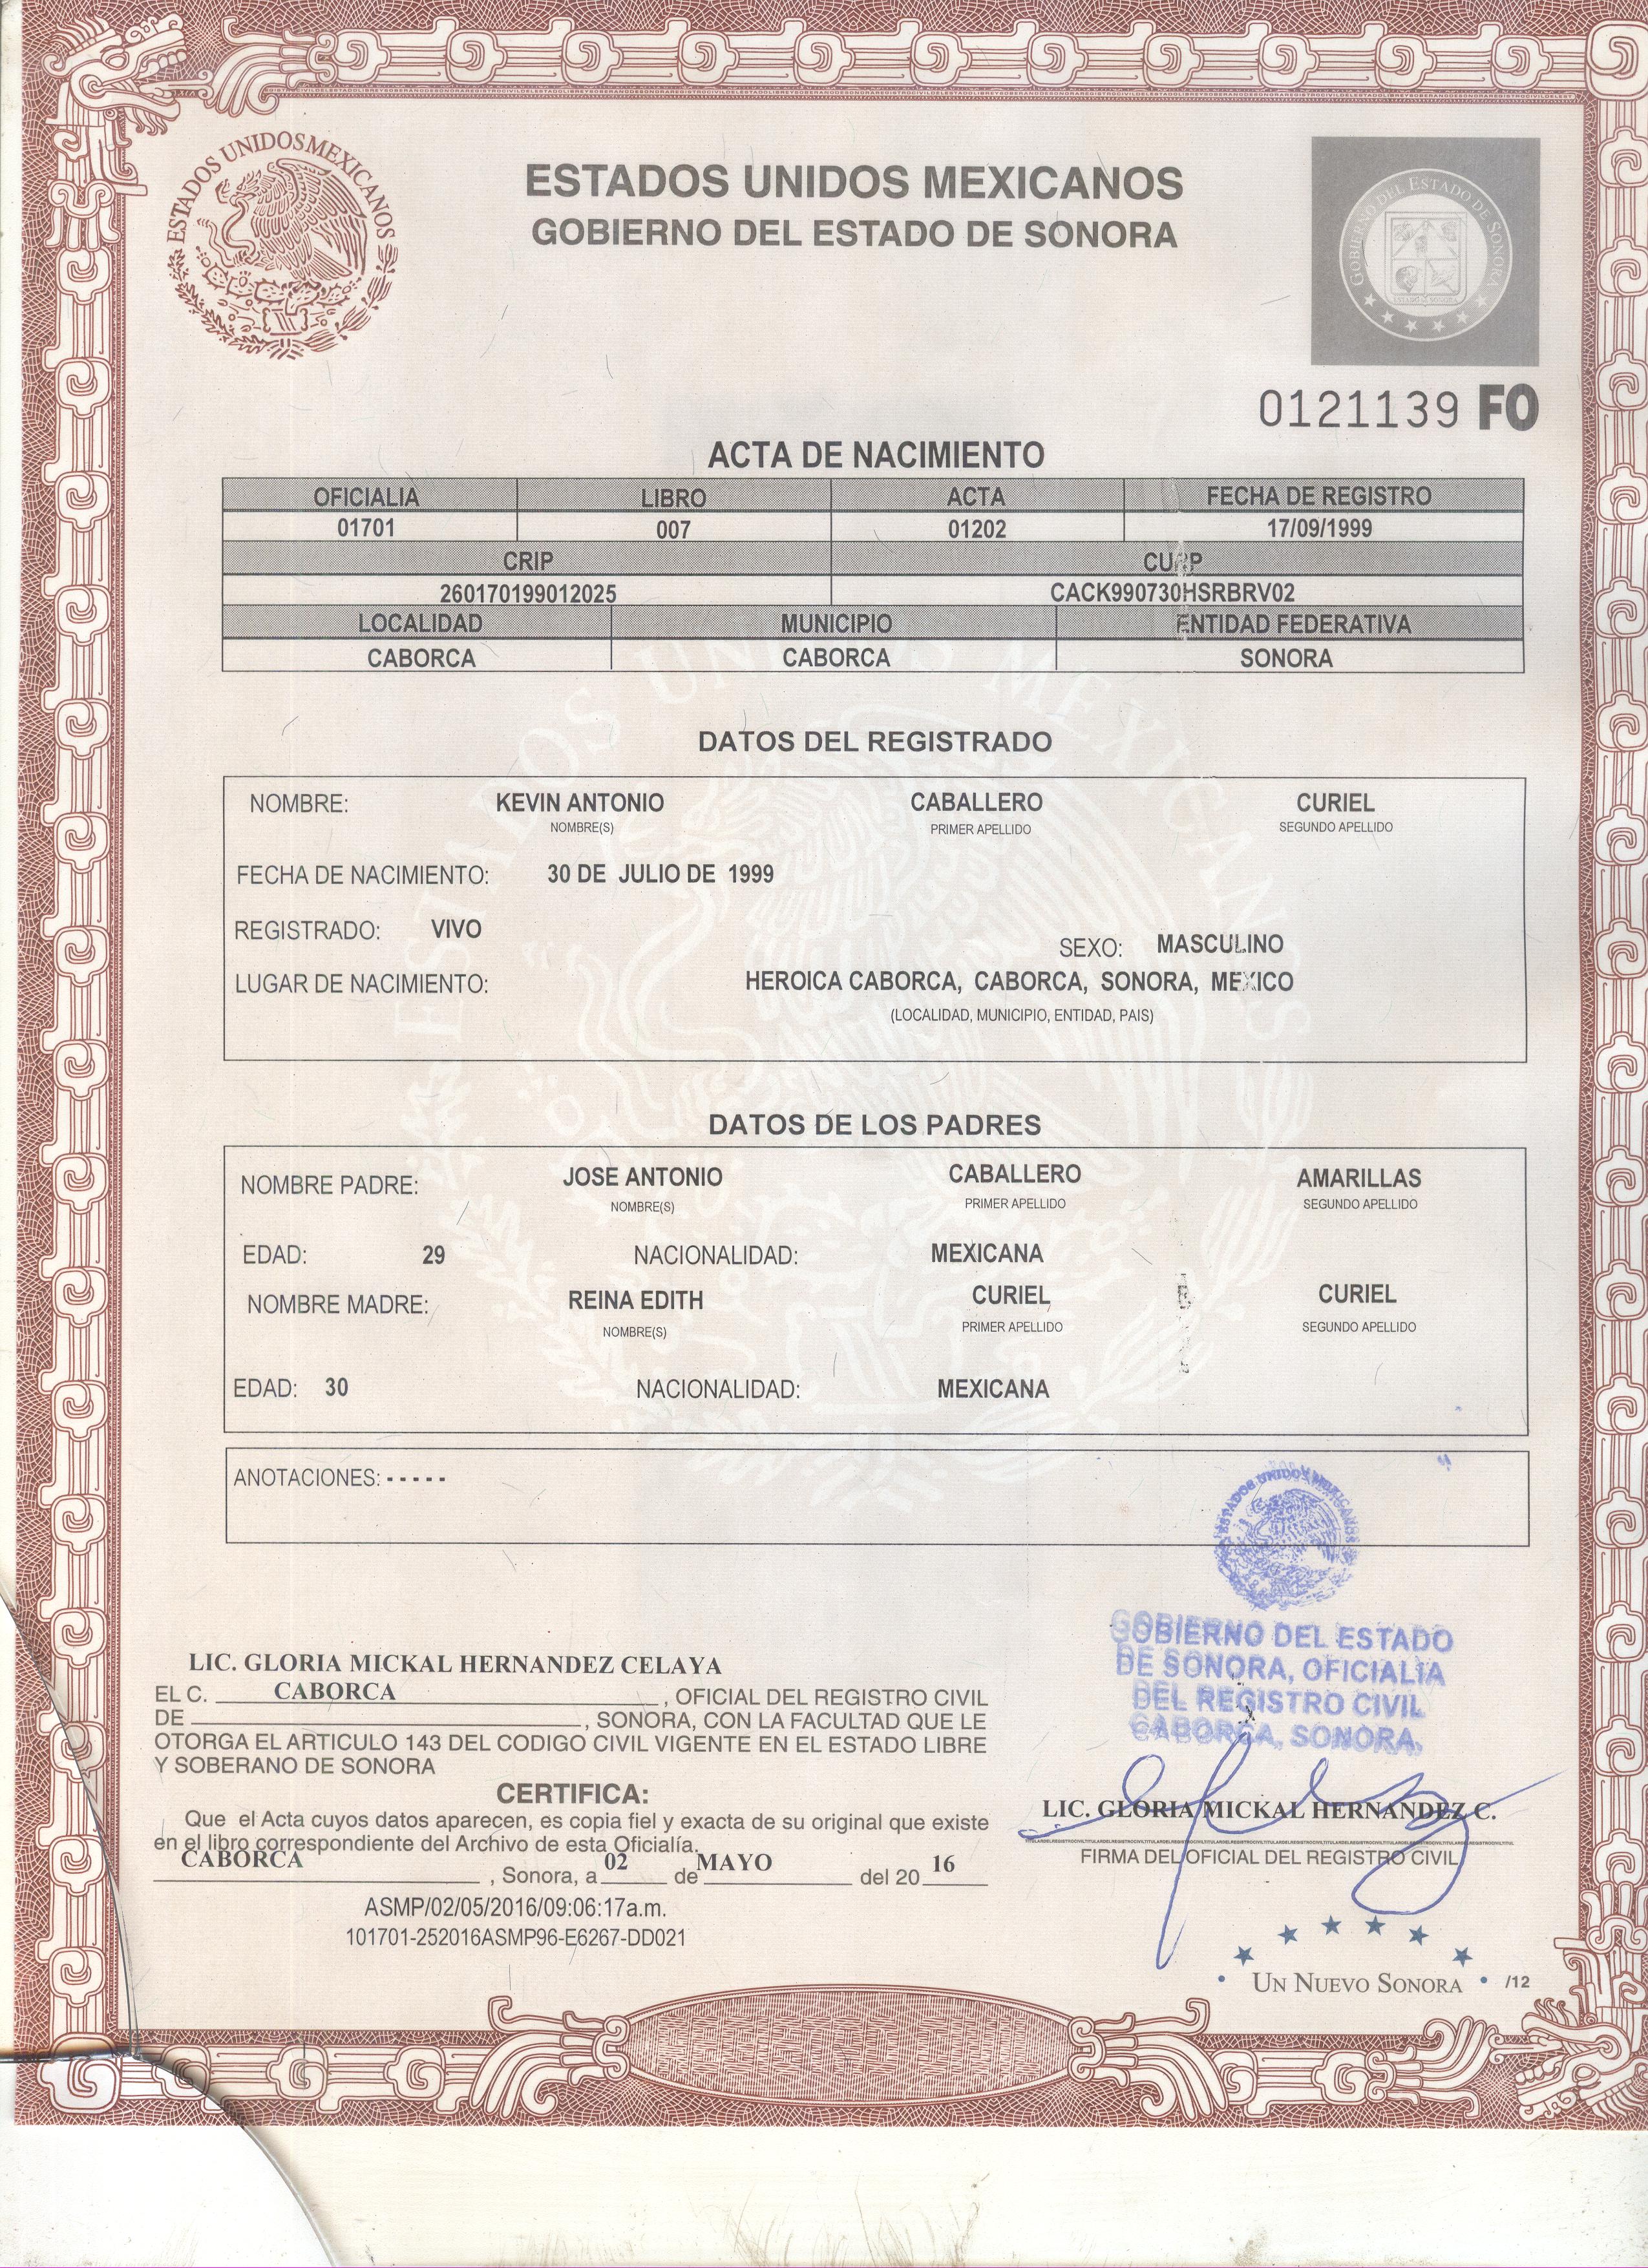 ESTADOS UNIDOS MEXICANOS
ESTADOS UNIDOS MEXICANOS
GOBIERNO DEL ESTADO DE SONORA
GOBIERNO DEL ESTADO DE SONORA
ESTADO DE SONORA
0121139 FO
ACTA DE NACIMIENTO
OFICIALIA LIBRO ACTA FECHA DE REGISTRO
01701 007 01202 17/09/1999
CRIP CURP
260170199012025 CACK990730HSRBRV02
LOCALIDAD MUNICIPIO ENTIDAD FEDERATIVA
CABORCA CABORCA SONORA
ESTADOS UNIDOS MEXICANOS
DATOS DEL REGISTRADO
NOMBRE: KEVIN ANTONIO CABALLERO CURIEL
NOMBRE(S) PRIMER APELLIDO SEGUNDO APELLIDO
FECHA DE NACIMIENTO: 30 DE JULIO DE 1999
REGISTRADO: VIVO
SEXO: MASCULINO
LUGAR DE NACIMIENTO: HEROICA CABORCA, CABORCA, SONORA, MEXICO
(LOCALIDAD, MUNICIPIO, ENTIDAD, PAIS)
DATOS DE LOS PADRES
NOMBRE PADRE: JOSE ANTONIO CABALLERO AMARILLAS
NOMBRE(S) PRIMER APELLIDO SEGUNDO APELLIDO
EDAD: 29 NACIONALIDAD: MEXICANA
NOMBRE MADRE: REINA EDITH CURIEL CURIEL
NOMBRE(S) PRIMER APELLIDO SEGUNDO APELLIDO
EDAD: 30 NACIONALIDAD: MEXICANA
ANOTACIONES: - - - - -
ESTADOS UNIDOS MEXICANOS
GOBIERNO DEL ESTADO
DE SONORA, OFICIALIA
DEL REGISTRO CIVIL
CABORCA, SONORA.
LIC. GLORIA MICKAL HERNANDEZ CELAYA
EL C. CABORCA , OFICIAL DEL REGISTRO CIVIL
DE , SONORA, CON LA FACULTAD QUE LE
OTORGA EL ARTICULO 143 DEL CODIGO CIVIL VIGENTE EN EL ESTADO LIBRE
Y SOBERANO DE SONORA
CERTIFICA:
Que el Acta cuyos datos aparecen, es copia fiel y exacta de su original que existe
en el libro correspondiente del Archivo de esta Oficialía.
CABORCA , Sonora, a 02 de MAYO del 20 16
ASMP/02/05/2016/09:06:17a.m.
101701-252016ASMP96-E6267-DD021
LIC. GLORIA MICKAL HERNANDEZ C.
FIRMA DEL OFICIAL DEL REGISTRO CIVIL
UN NUEVO SONORA /12